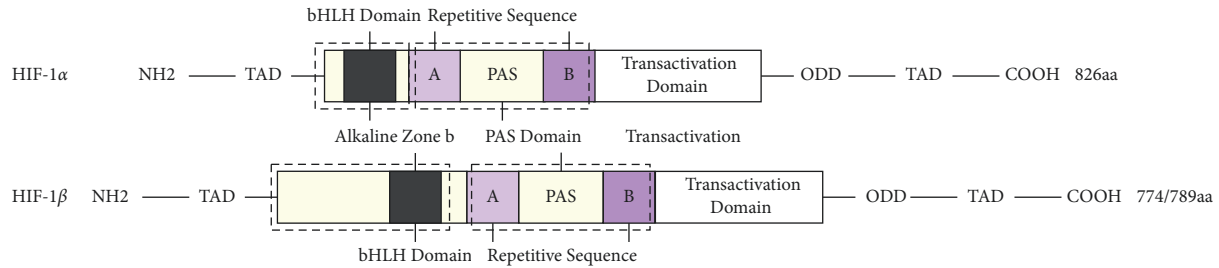 bHLH Domain Repetitive Sequence
HIF-1α NH2 TAD A PAS B Transactivation Domain ODD TAD COOH 826aa
Alkaline Zone b PAS Domain Transactivation
HIF-1β NH2 TAD A PAS B Transactivation Domain ODD TAD COOH 774/789aa
bHLH Domain Repetitive Sequence